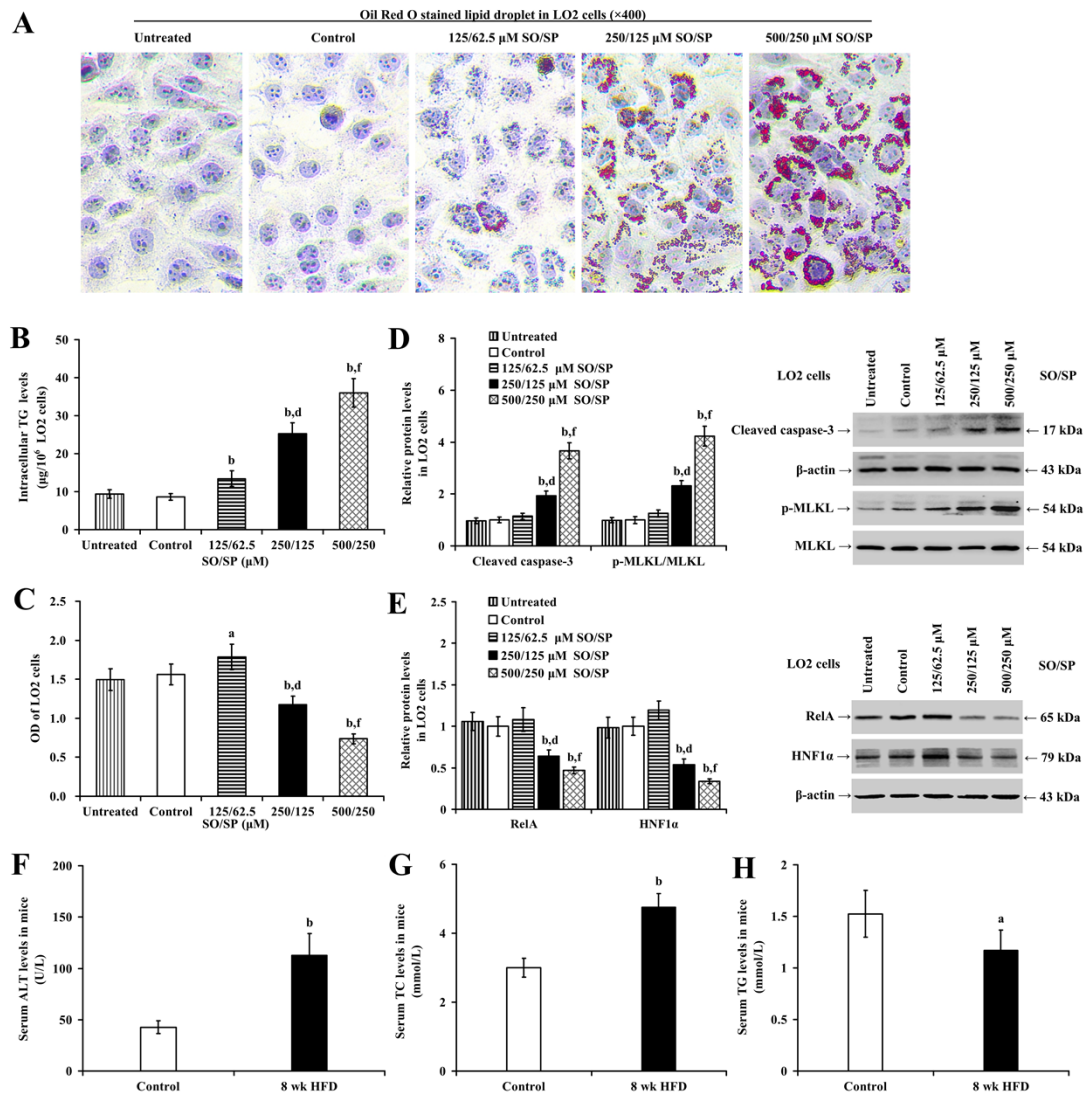 A
Oil Red O stained lipid droplet in LO2 cells (×400)
Untreated Control 125/62.5 µM SO/SP 250/125 µM SO/SP 500/250 µM SO/SP
B
Intracellular TG levels
(µg/10⁶ LO2 cells)
50
40
30
20
10
0
b
b,d
b,f
Untreated Control 125/62.5 250/125 500/250
SO/SP (µM)
D
Relative protein levels
in LO2 cells
8
6
4
2
0
Untreated
Control
125/62.5 µM SO/SP
250/125 µM SO/SP
500/250 µM SO/SP
b,d
b,f
b,d
b,f
Cleaved caspase-3 p-MLKL/MLKL
LO2 cells Untreated Control 125/62.5 µM 250/125 µM 500/250 µM SO/SP
Cleaved caspase-3→ ←17 kDa
β-actin→ ←43 kDa
p-MLKL→ ←54 kDa
MLKL→ ←54 kDa
C
OD of LO2 cells
2.5
2.0
1.5
1.0
0.5
0.0
a
b,d
b,f
Untreated Control 125/62.5 250/125 500/250
SO/SP (µM)
E
Relative protein levels
in LO2 cells
2.5
2
1.5
1
0.5
0
Untreated
Control
125/62.5 µM SO/SP
250/125 µM SO/SP
500/250 µM SO/SP
b,d
b,f
b,d
b,f
RelA HNF1α
LO2 cells Untreated Control 125/62.5 µM 250/125 µM 500/250 µM SO/SP
RelA→ ←65 kDa
HNF1α→ ←79 kDa
β-actin→ ←43 kDa
F
Serum ALT levels in mice
(U/L)
200
150
100
50
0
b
Control 8 wk HFD
G
Serum TC levels in mice
(mmol/L)
6
4
2
0
b
Control 8 wk HFD
H
Serum TG levels in mice
(mmol/L)
2
1.5
1
0.5
0
a
Control 8 wk HFD